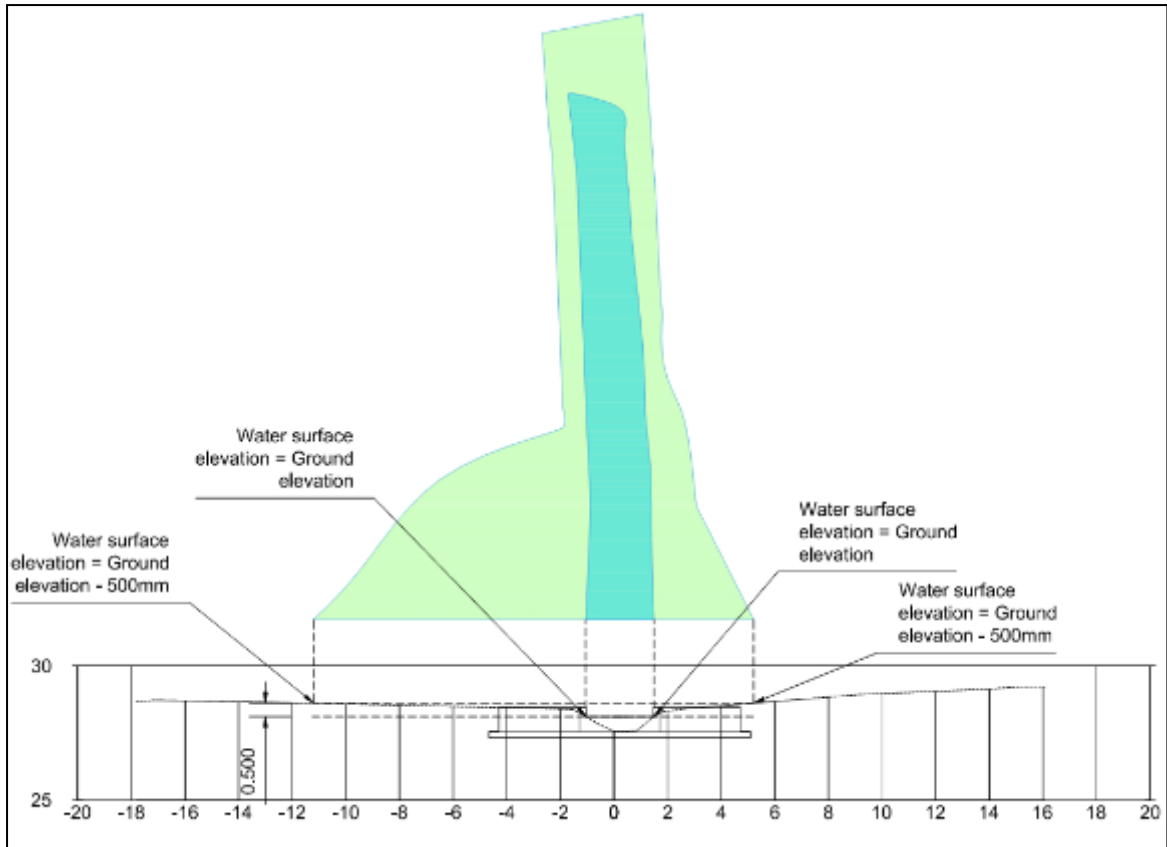 Water surface
elevation = Ground
elevation
Water surface
elevation = Ground
elevation - 500mm
Water surface
elevation = Ground
elevation
Water surface
elevation = Ground
elevation - 500mm
30
0.500
25
-20 -18 -16 -14 -12 -10 -8 -6 -4 -2 0 2 4 6 8 10 12 14 16 18 20